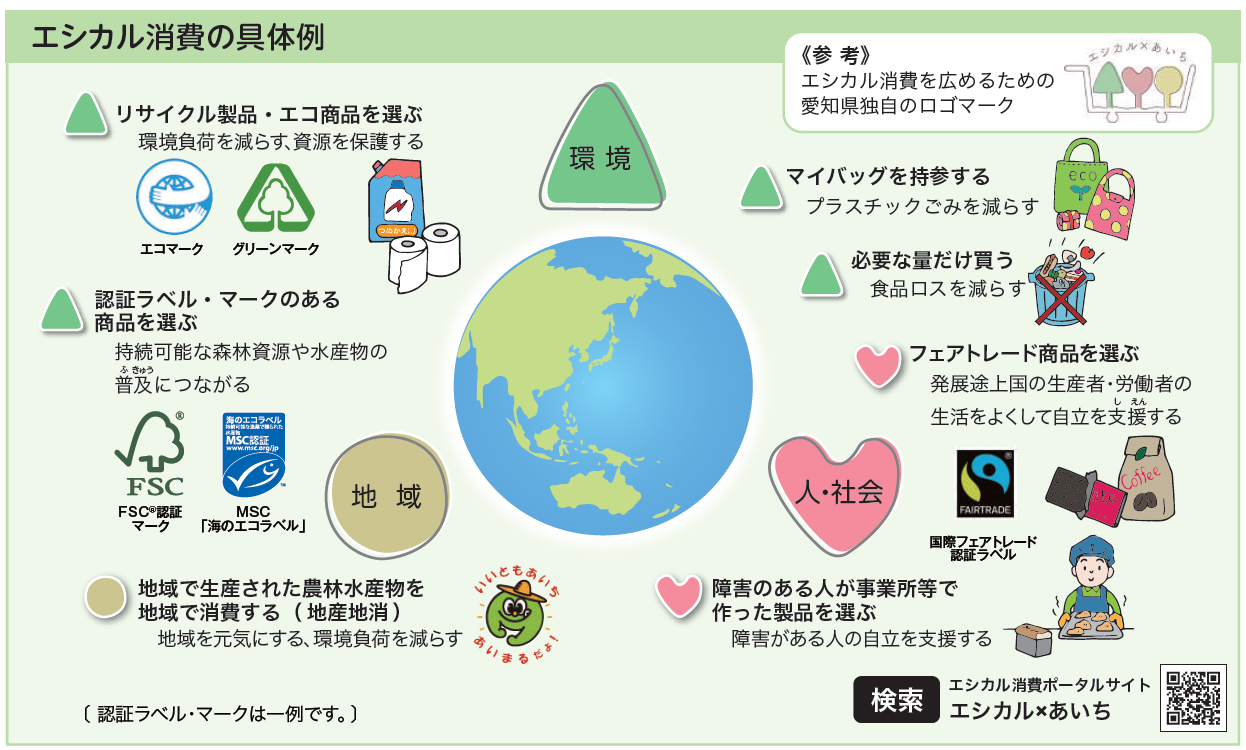 エシカル消費の具体例
《参 考》
エシカル消費を広めるための
愛知県独自のロゴマーク
エシカル×あいち
リサイクル製品・エコ商品を選ぶ
環境負荷を減らす、資源を保護する
エコマーク
グリーンマーク
つめかえ
環 境
マイバッグを持参する
プラスチックごみを減らす
eco
必要な量だけ買う
食品ロスを減らす
認証ラベル・マークのある
商品を選ぶ
持続可能な森林資源や水産物の
ふ きゅう
普及につながる
®
FSC
FSC®認証
マーク
海のエコラベル
持続可能な漁業で獲られた
水産物
MSC認証
www.msc.org/jp
TM
MSC
「海のエコラベル」
地 域
フェアトレード商品を選ぶ
発展途上国の生産者・労働者の
し えん
生活をよくして自立を支援する
人・社会
®
FAIRTRADE
国際フェアトレード
認証ラベル
Coffee
地域で生産された農林水産物を
地域で消費する（地産地消）
地域を元気にする、環境負荷を減らす
いいともあいち
あいまるだよ!
障害のある人が事業所等で
作った製品を選ぶ
障害がある人の自立を支援する
〔 認証ラベル・マークは一例です。〕
検索
エシカル消費ポータルサイト
エシカル×あいち